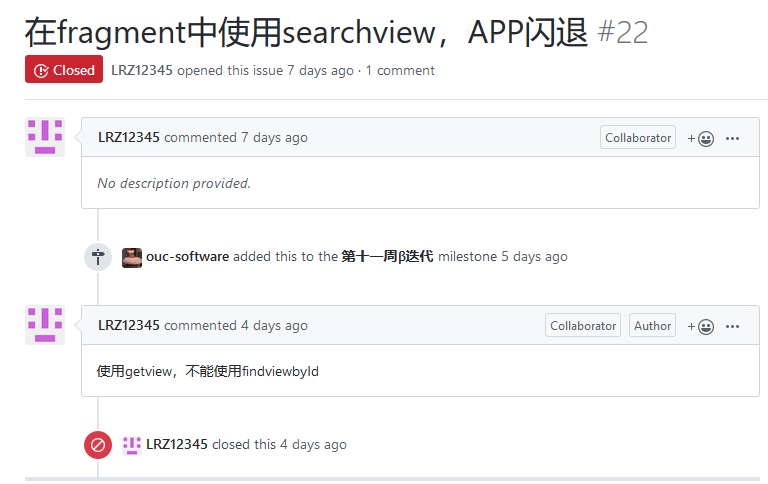 在fragment中使用searchview，APP闪退 #22
Closed LRZ12345 opened this issue 7 days ago · 1 comment
LRZ12345 commented 7 days ago Collaborator
No description provided.
ouc-software added this to the 第十一周β迭代 milestone 5 days ago
LRZ12345 commented 4 days ago Collaborator Author
使用getview，不能使用findviewbyId
LRZ12345 closed this 4 days ago